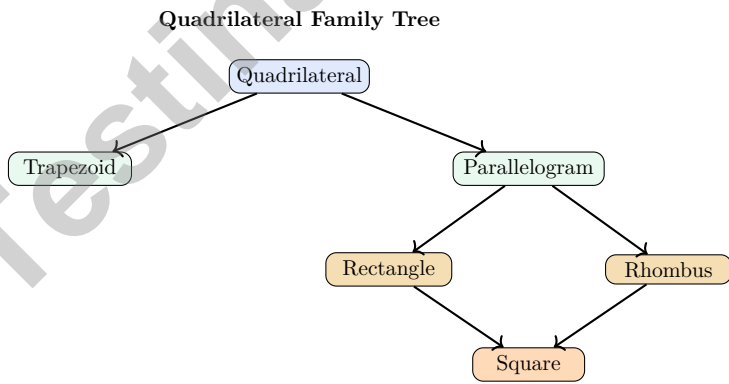 Quadrilateral Family Tree
Quadrilateral
Trapezoid
Parallelogram
Rectangle
Rhombus
Square